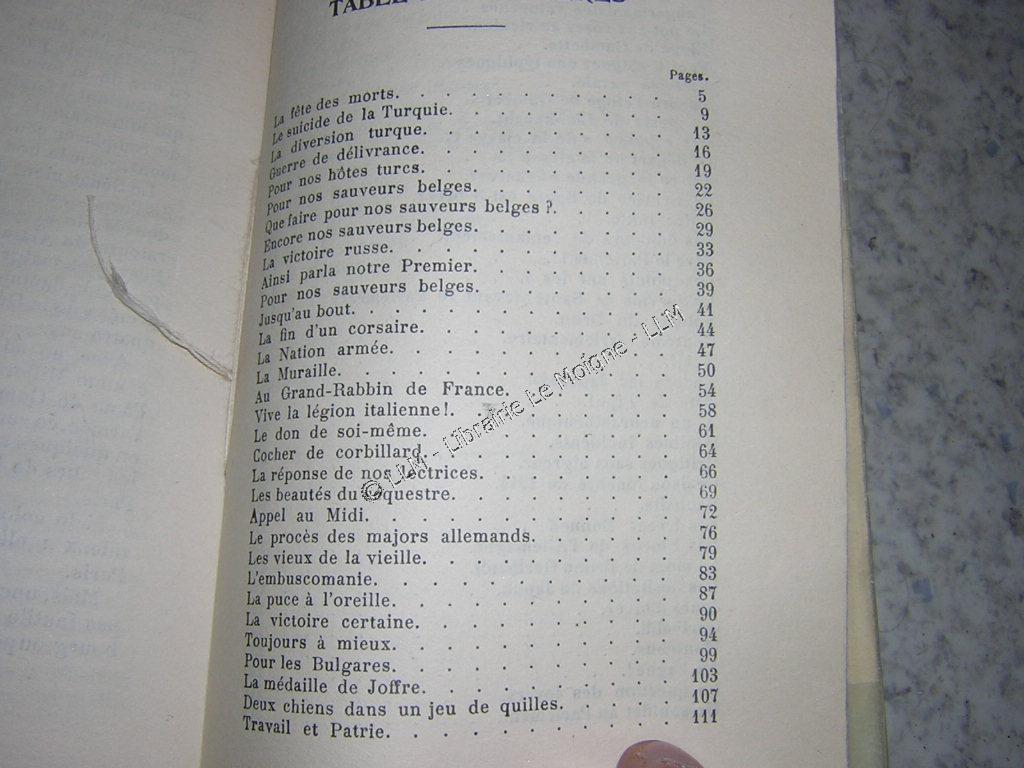 TABLE
Pages.
La fête des morts. . . . . . . . . . . 5
Le suicide de la Turquie. . . . . . . . . 9
La diversion turque. . . . . . . . . . 13
Guerre de délivrance. . . . . . . . . . 16
Pour nos hôtes turcs. . . . . . . . . . 19
Pour nos sauveurs belges. . . . . . . . 22
Que faire pour nos sauveurs belges ?. . . . . 26
Encore nos sauveurs belges. . . . . . . . 29
La victoire russe. . . . . . . . . . . 33
Ainsi parla notre Premier. . . . . . . . 36
Pour nos sauveurs belges. . . . . . . . 39
Jusqu'au bout. . . . . . . . . . . . 41
La fin d'un corsaire. . . . . . . . . . 44
La Nation armée. . . . . . . . . . . 47
La Muraille. . . . . . . . . . . . . 50
Au Grand-Rabbin de France. . . . . . . 54
Vive la légion italienne!. . . . . . . . . 58
Le don de soi-même. . . . . . . . . . 61
Cocher de corbillard. . . . . . . . . . 64
La réponse de nos lectrices. . . . . . . . 66
Les beautés du séquestre. . . . . . . . . 69
Appel au Midi. . . . . . . . . . . . 72
Le procès des majors allemands. . . . . . 76
Les vieux de la vieille. . . . . . . . . . 79
L'embuscomanie. . . . . . . . . . . . 83
La puce à l'oreille. . . . . . . . . . . 87
La victoire certaine. . . . . . . . . . 90
Toujours à mieux. . . . . . . . . . . 94
Pour les Bulgares. . . . . . . . . . . 99
La médaille de Joffre. . . . . . . . . . 103
Deux chiens dans un jeu de quilles. . . . . 107
Travail et Patrie. . . . . . . . . . . 111
© LLM - Librairie Le Moigne - LLM